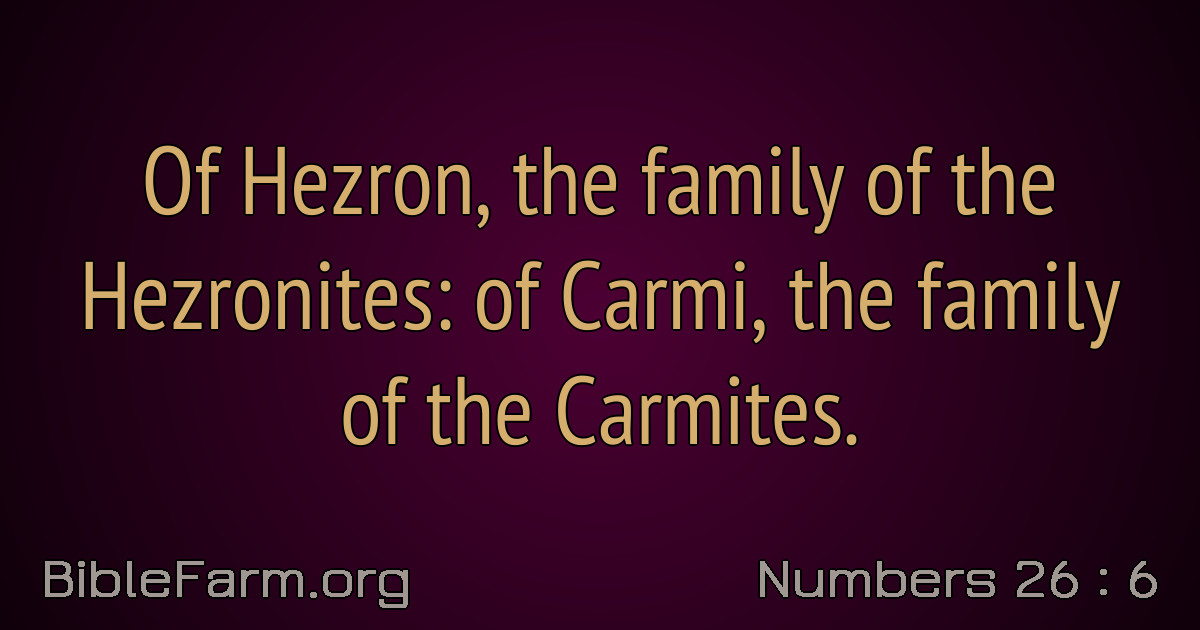 Of Hezron, the family of the
Hezronites: of Carmi, the family
of the Carmites.
BibleFarm.org
Numbers 26 : 6